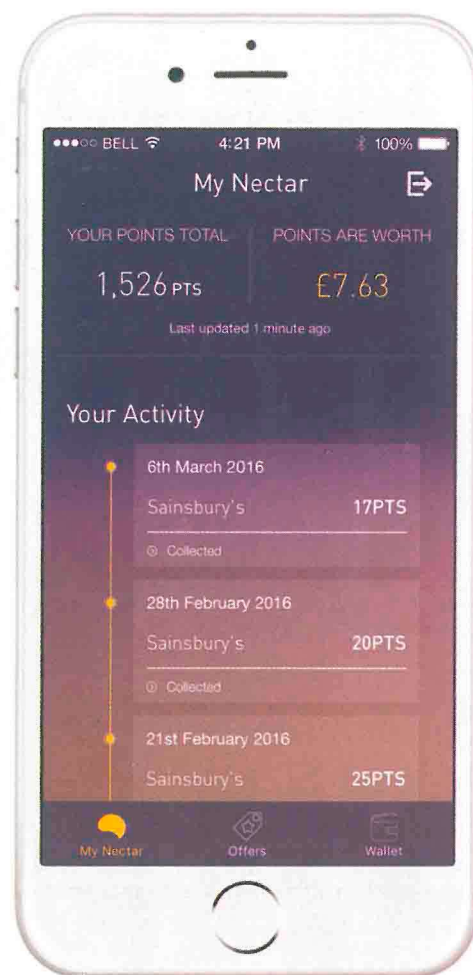 BELL 4:21 PM 100%
My Nectar
YOUR POINTS TOTAL POINTS ARE WORTH
1,526 PTS £7.63
Last updated 1 minute ago
Your Activity
6th March 2016
Sainsbury's 17PTS
Collected
28th February 2016
Sainsbury's 20PTS
Collected
21st February 2016
Sainsbury's 25PTS
My Nectar Offers Wallet